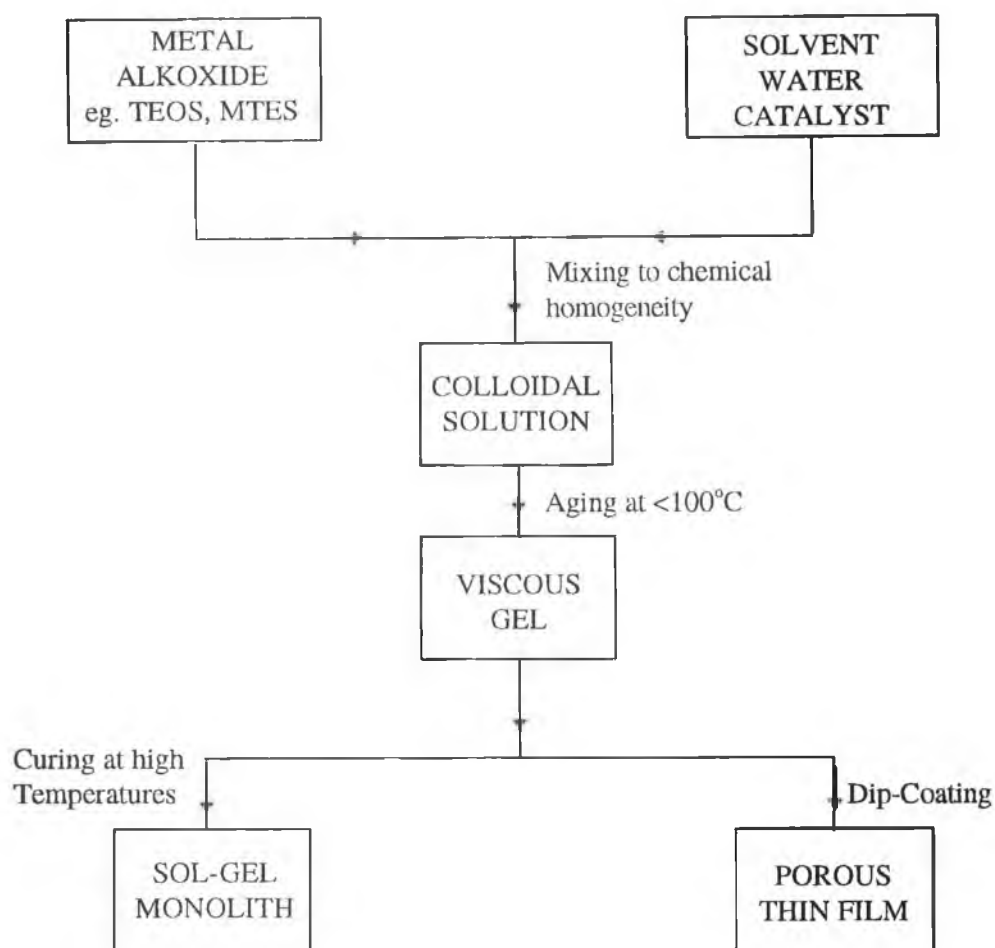 METAL
ALKOXIDE
eg. TEOS, MTES
SOLVENT
WATER
CATALYST
Mixing to chemical
homogeneity
COLLOIDAL
SOLUTION
Aging at <100°C
VISCOUS
GEL
Curing at high
Temperatures
Dip-Coating
SOL-GEL
MONOLITH
POROUS
THIN FILM